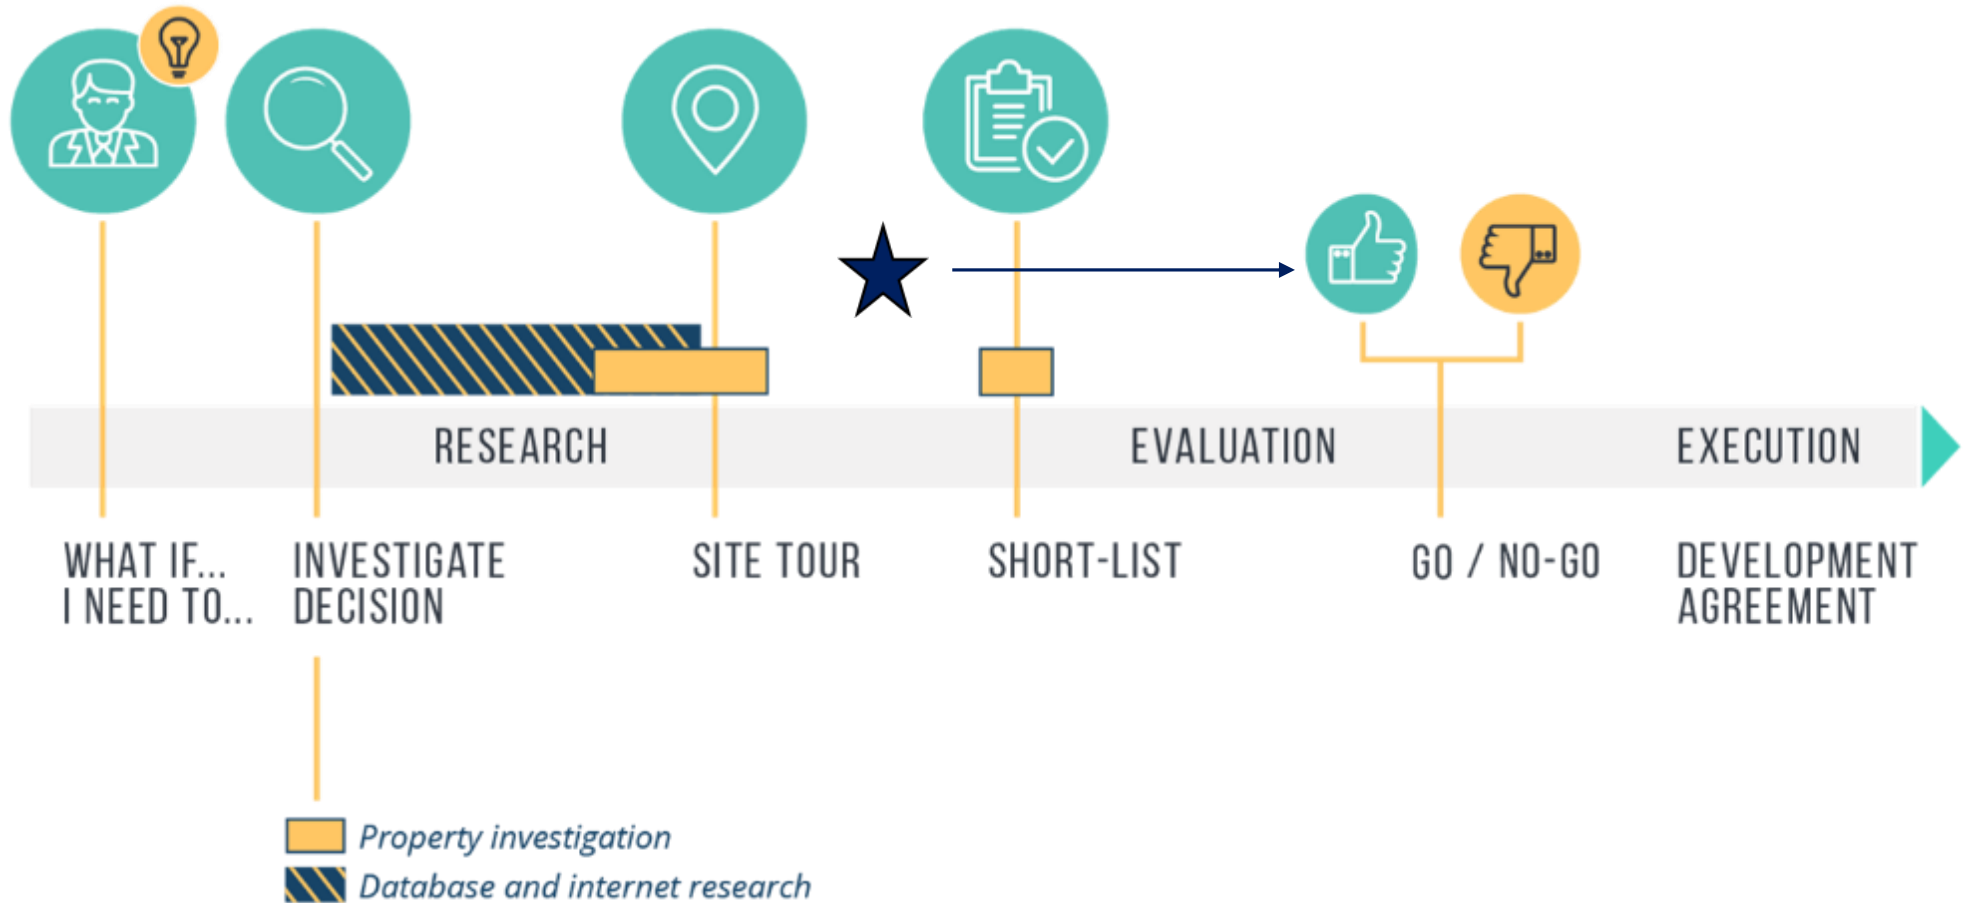 RESEARCH
EVALUATION
EXECUTION
WHAT IF...
I NEED TO...
INVESTIGATE
DECISION
SITE TOUR
SHORT-LIST
GO / NO-GO
DEVELOPMENT
AGREEMENT
Property investigation
Database and internet research